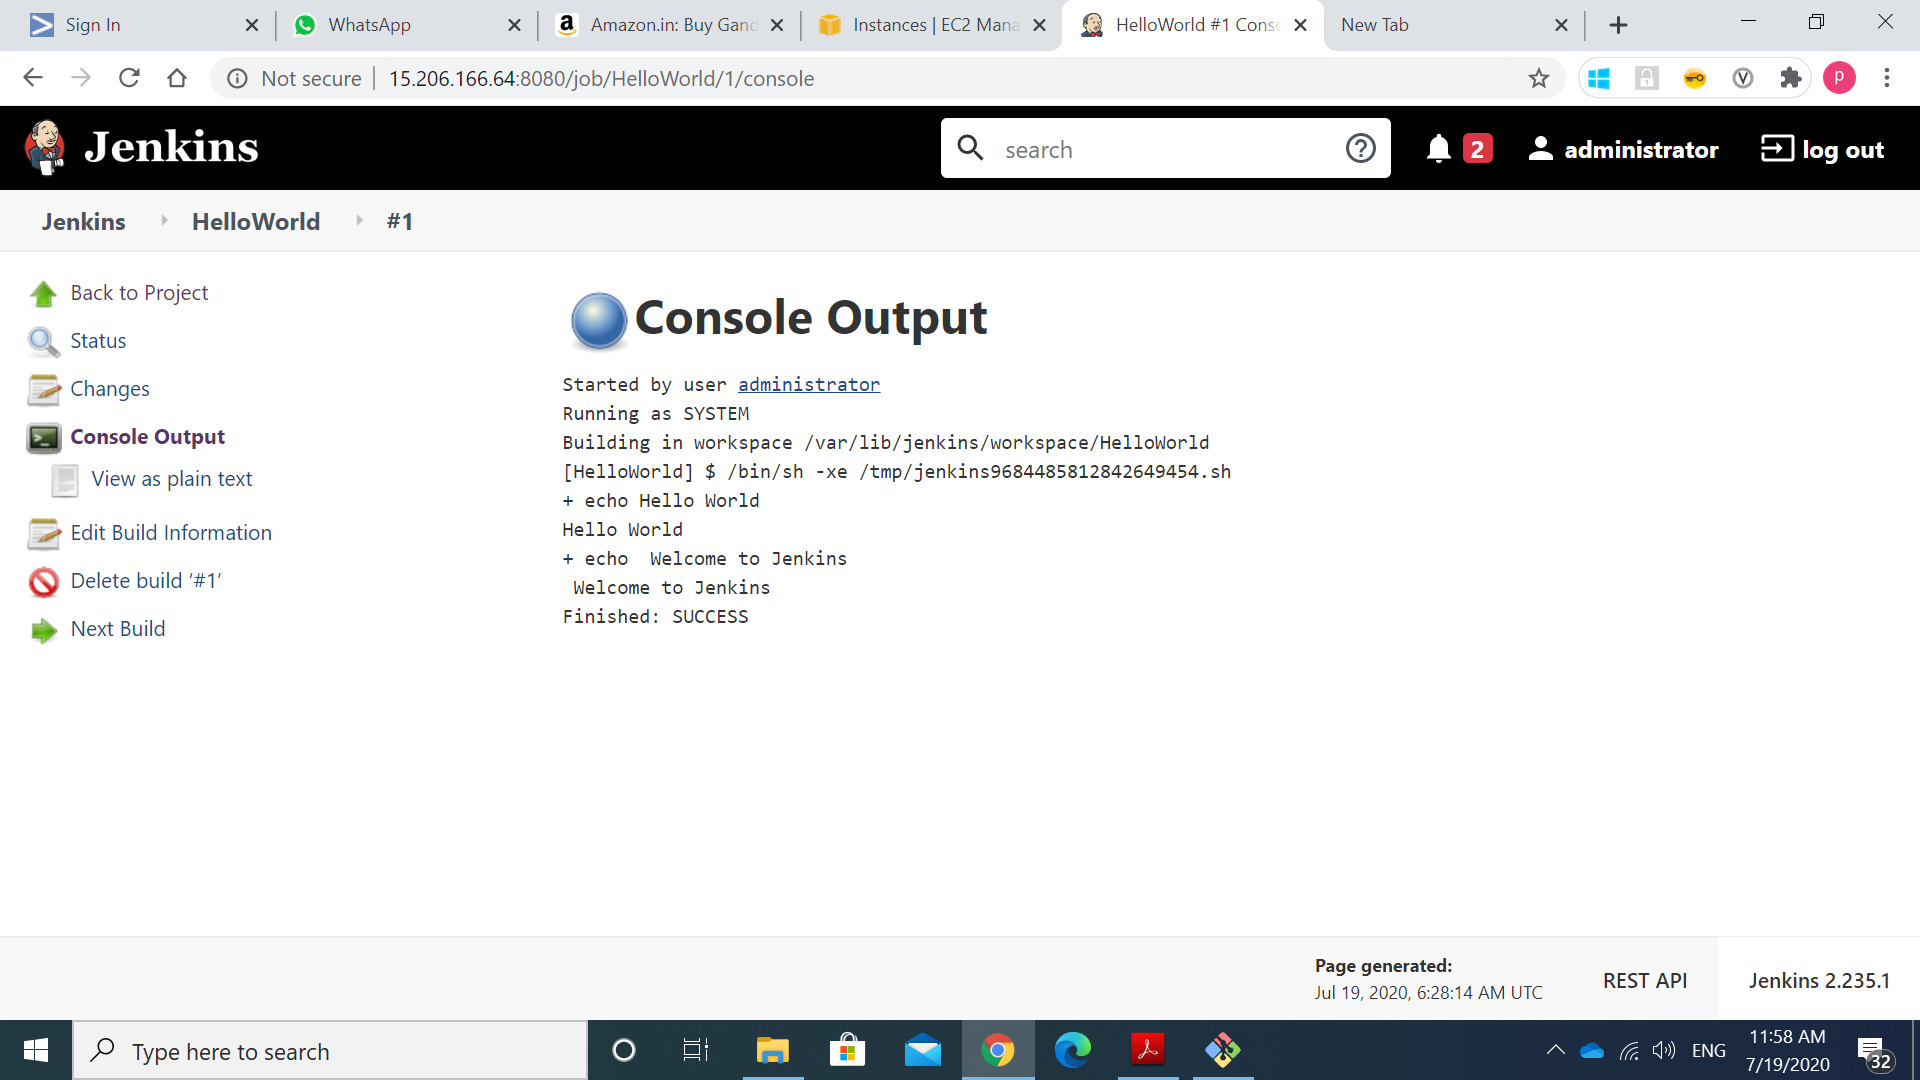 Sign In
WhatsApp
Amazon.in: Buy Gand
Instances | EC2 Mana
HelloWorld #1 Conso
New Tab
Not secure
15.206.166.64:8080/job/HelloWorld/1/console
p
Jenkins
search
2
administrator
log out
Jenkins
HelloWorld
#1
Back to Project
Status
Changes
Console Output
View as plain text
Edit Build Information
Delete build ‘#1’
Next Build
Console Output
Started by user administrator
Running as SYSTEM
Building in workspace /var/lib/jenkins/workspace/HelloWorld
[HelloWorld] $ /bin/sh -xe /tmp/jenkins9684485812842649454.sh
+ echo Hello World
Hello World
+ echo  Welcome to Jenkins
 Welcome to Jenkins
Finished: SUCCESS
Page generated:
Jul 19, 2020, 6:28:14 AM UTC
REST API
Jenkins 2.235.1
Type here to search
ENG
11:58 AM
7/19/2020
32